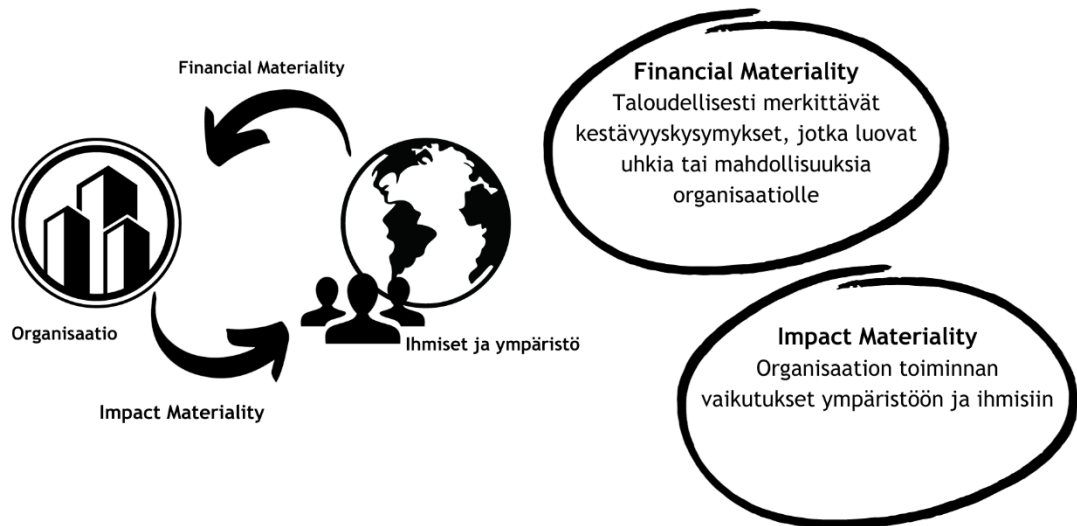 Financial Materiality
Organisaatio
Ihmiset ja ympäristö
Impact Materiality
Financial Materiality
Taloudellisesti merkittävät
kestävyyskysymykset, jotka luovat
uhkia tai mahdollisuuksia
organisaatiolle
Impact Materiality
Organisaation toiminnan
vaikutukset ympäristöön ja ihmisiin